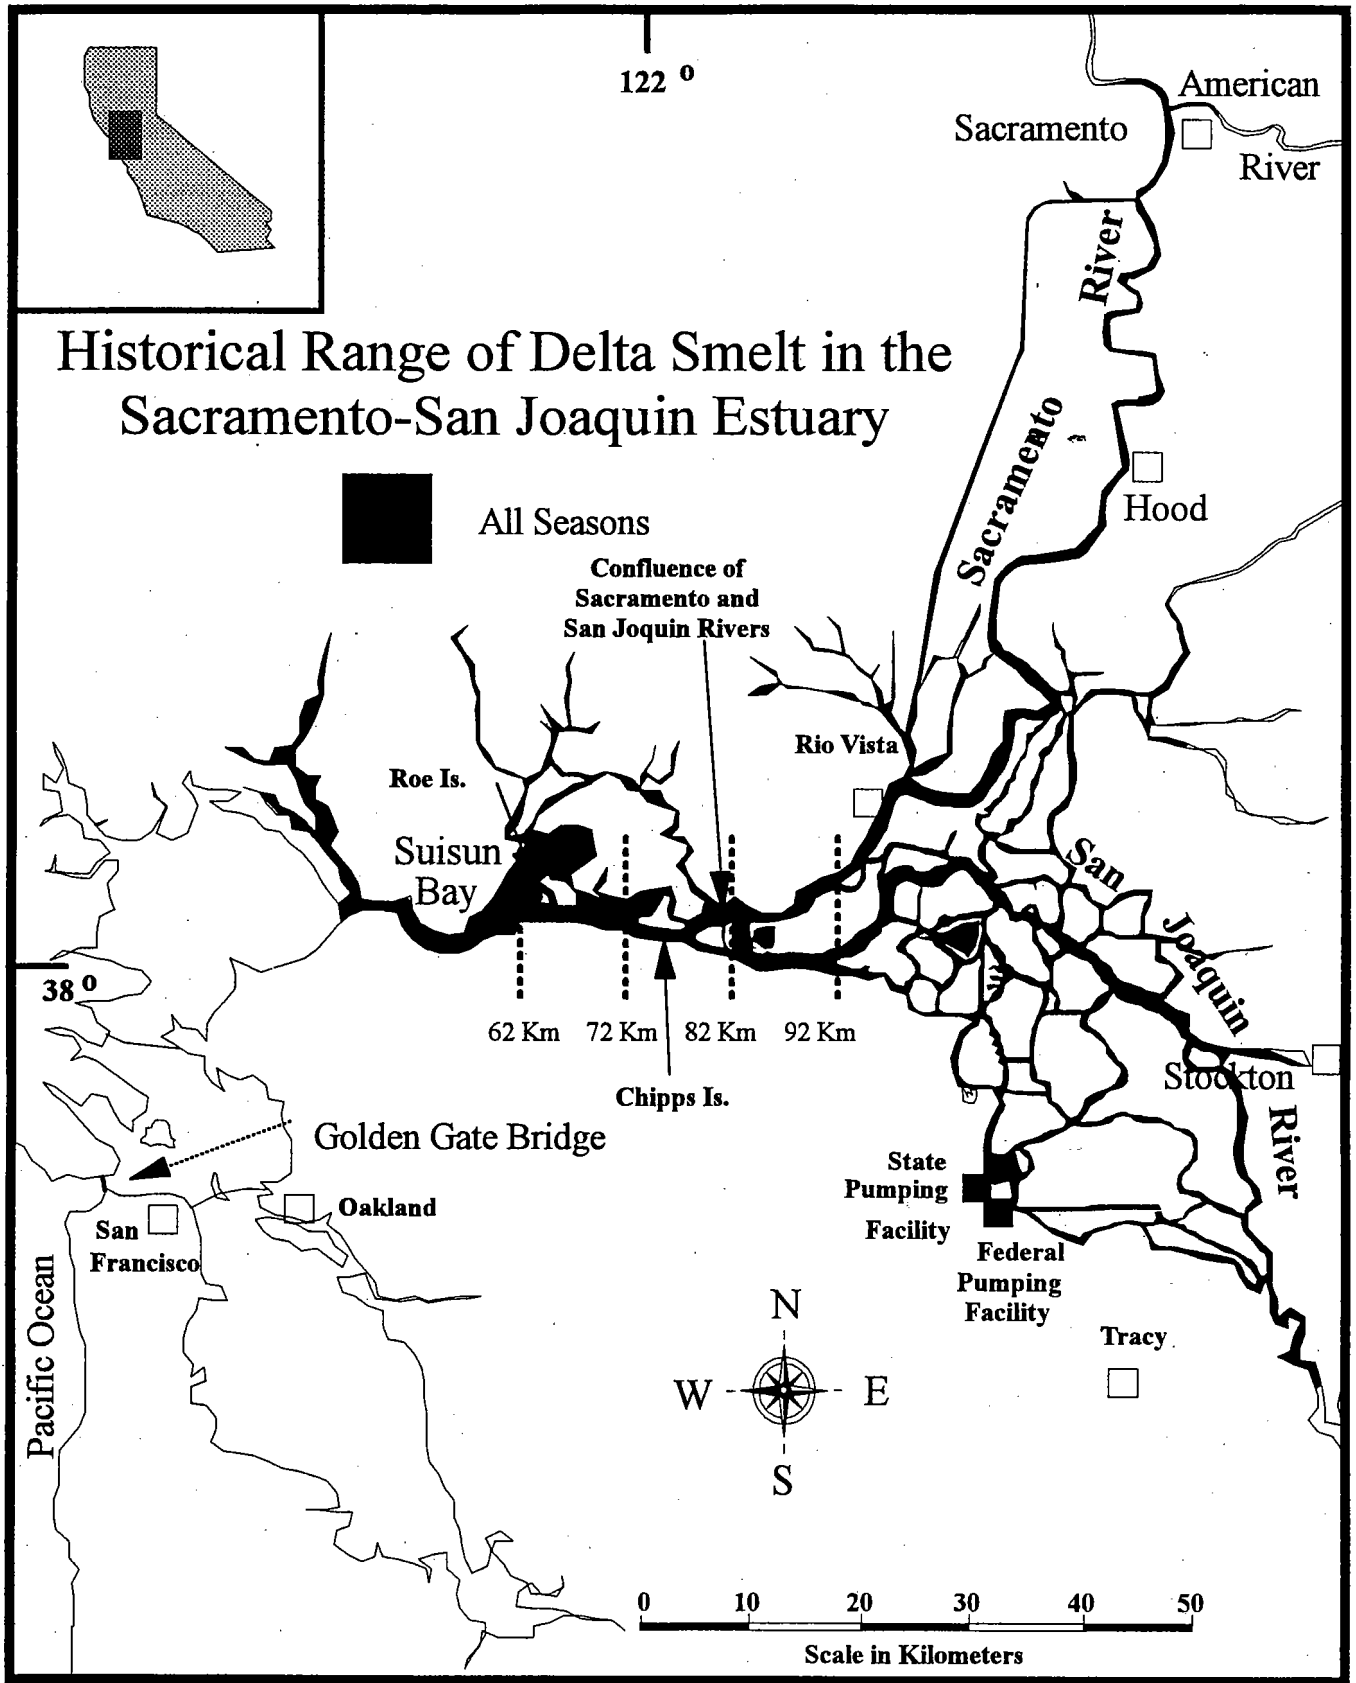 122 o
American
Sacramento
River
River
Historical Range of Delta Smelt in the
Sacramento-San Joaquin Estuary
Sacramento
All Seasons
Hood
Confluence of
Sacramento and
San Joquin Rivers
Rio Vista
Roe Is.
Suisun
Bay
San
Joaquin
38 o
62 Km
72 Km
82 Km
92 Km
Stockton
Chipps Is.
River
Golden Gate Bridge
State
Pumping
Facility
Oakland
San
Francisco
Federal
Pumping
Facility
Pacific Ocean
N
Tracy
W
E
S
0 10 20 30 40 50
Scale in Kilometers